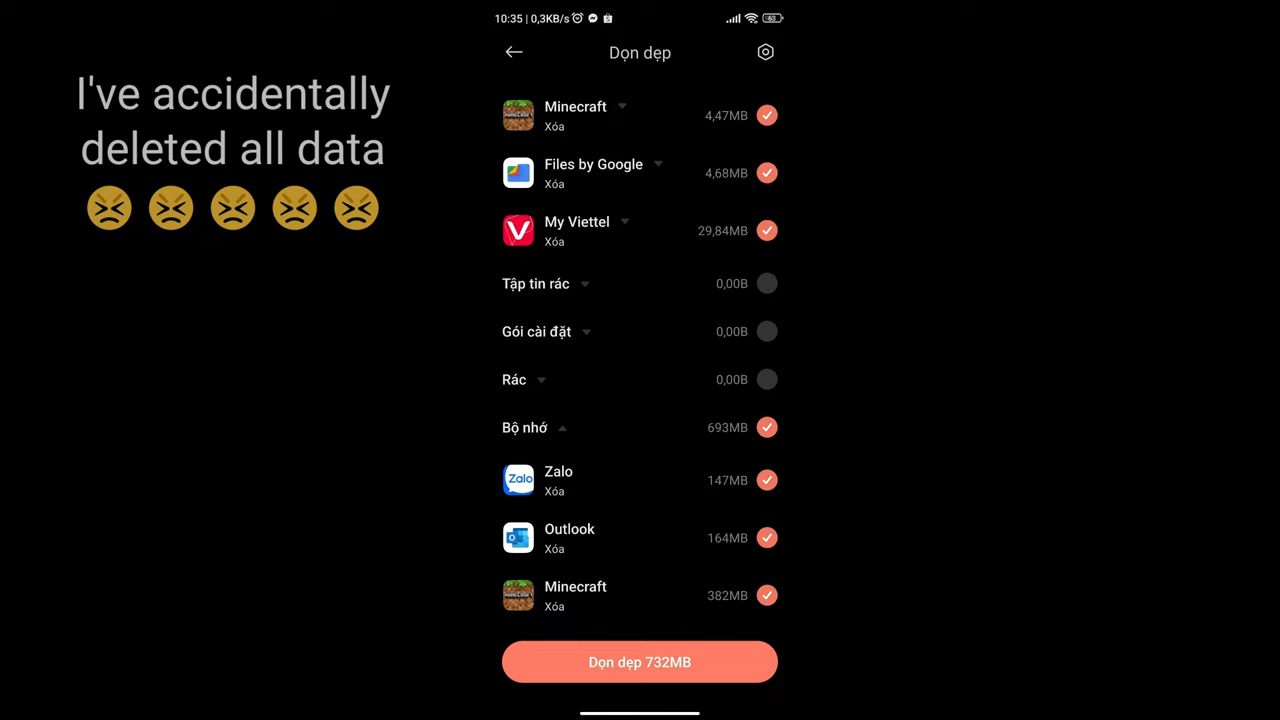 I've accidentally
deleted all data
😣 😣 😣 😣 😣
10:35 | 0,3KB/s
63
Dọn dẹp
Minecraft
4,47MB
Xóa
Files by Google
4,68MB
Xóa
My Viettel
29,84MB
Xóa
Tập tin rác
0,00B
Gói cài đặt
0,00B
Rác
0,00B
Bộ nhớ
693MB
Zalo
Zalo
147MB
Xóa
Outlook
164MB
Xóa
Minecraft
382MB
Xóa
Dọn dẹp 732MB